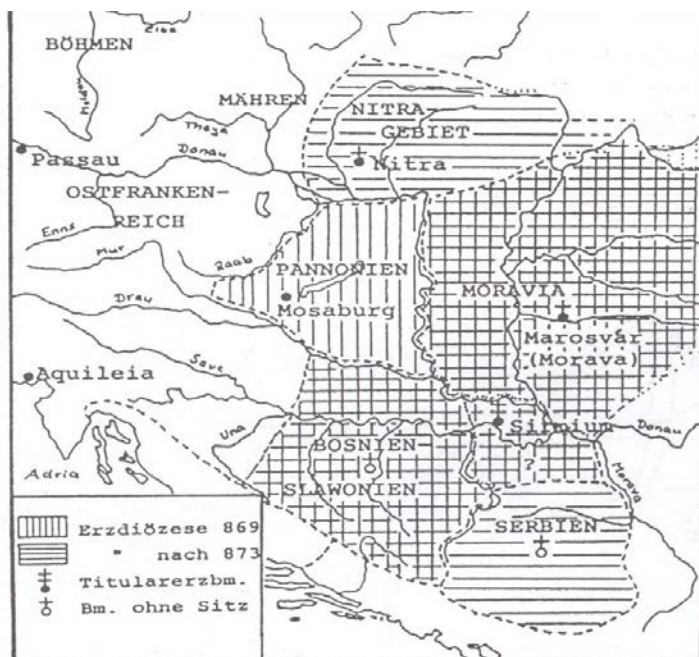 Elbe
BÖHMEN
Moldau
MÄHREN
NITRA-
GEBIET
Thaya
Passau
Donau
Nitra
OSTFRANKEN-
REICH
Enns
Mur
Raab
PANNONIEN
MORAVIA
Mosaburg
Drau
Marosvár
(Morava)
Aquileia
Save
Una
Sirmium
Donau
BOSNIEN-
?
Morava
Adria
SLAWONIEN
SERBIEN
Erzdiözese 869
" nach 873
Titularerzbm.
Bm. ohne Sitz